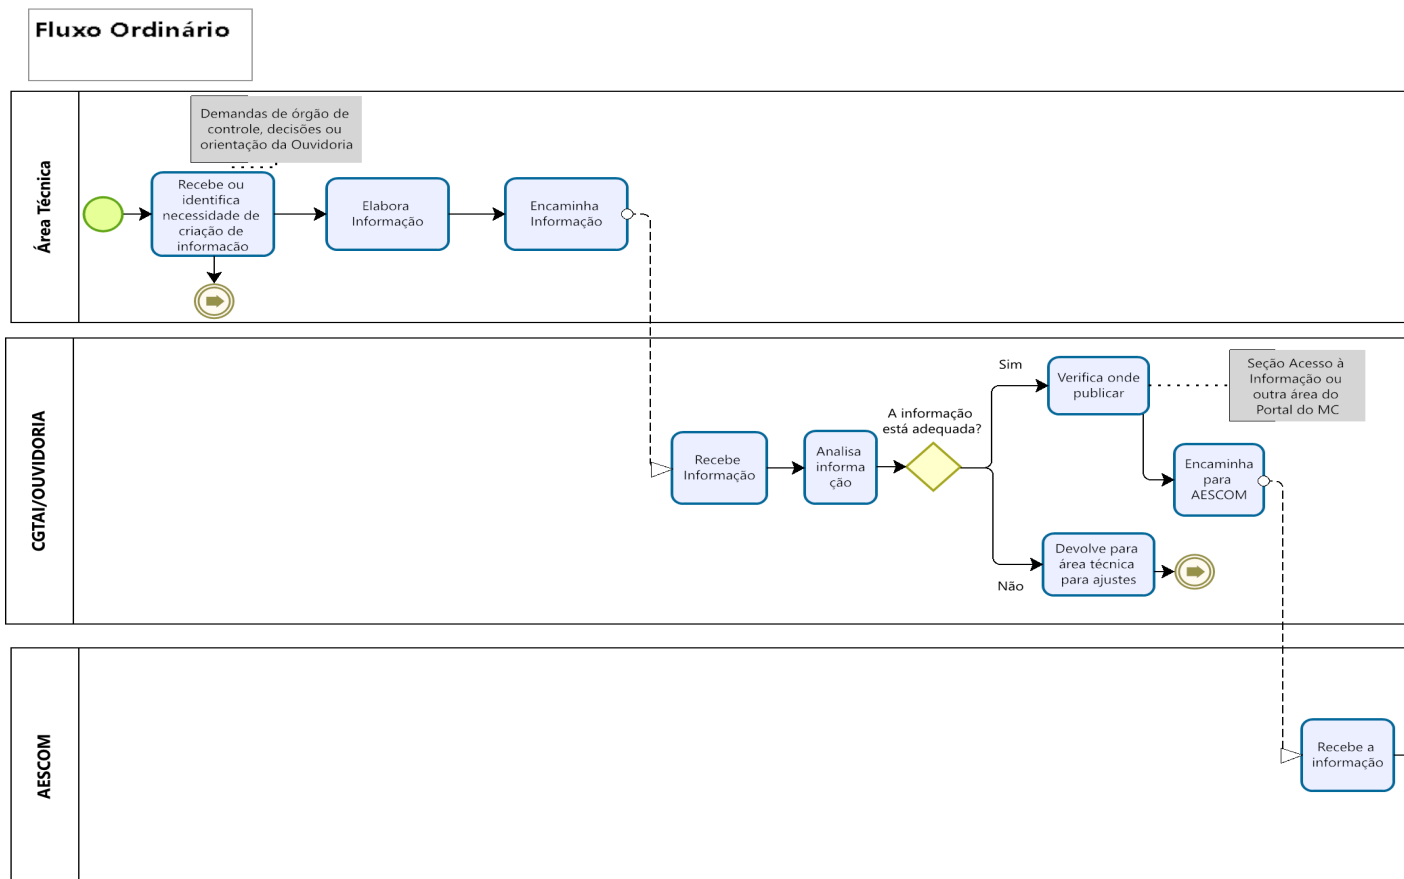 Fluxo Ordinário
Área Técnica
Demandas de órgão de
controle, decisões ou
orientação da Ouvidoria
Recebe ou
identifica
necessidade de
criação de
informação
Elabora
Informação
Encaminha
Informação
CGTAI/OUVIDORIA
Recebe
Informação
Analisa
informa
ção
A informação
está adequada?
Sim
Verifica onde
publicar
Seção Acesso à
Informação ou
outra área do
Portal do MC
Encaminha
para
AESCOM
Não
Devolve para
área técnica
para ajustes
AESCOM
Recebe a
informação